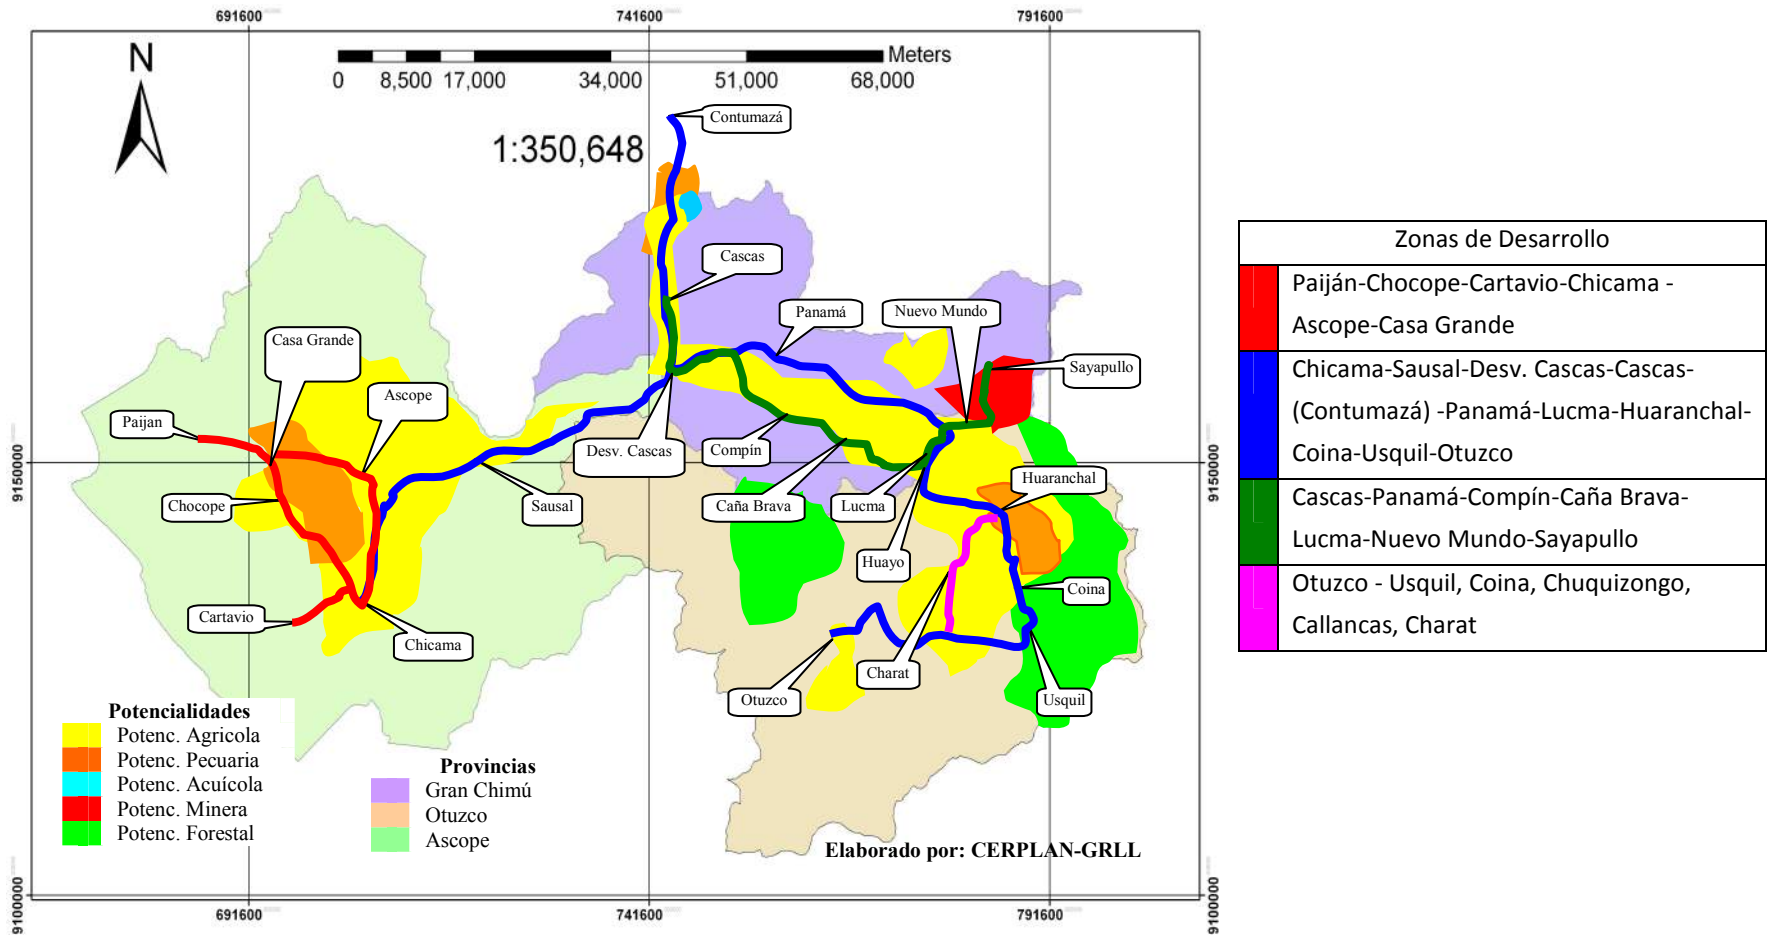 691600
741600
791600
N
Meters
0
8,500
17,000
34,000
51,000
68,000
1:350,648
Contumazá
Cascas
Panamá
Nuevo Mundo
Sayapullo
Casa Grande
Ascope
Paijan
Chocope
Sausal
Desv. Cascas
Compín
Caña Brava
Lucma
Huaranchal
Huayo
Coina
Cartavio
Chicama
Otuzco
Charat
Usquil
9150000
9150000
Potencialidades
Potenc. Agricola
Potenc. Pecuaria
Potenc. Acuícola
Potenc. Minera
Potenc. Forestal
Provincias
Gran Chimú
Otuzco
Ascope
Elaborado por: CERPLAN-GRLL
9100000
9100000
691600
741600
791600
Zonas de Desarrollo
Paiján-Chocope-Cartavio-Chicama -
Ascope-Casa Grande
Chicama-Sausal-Desv. Cascas-Cascas-
(Contumazá) -Panamá-Lucma-Huaranchal-
Coina-Usquil-Otuzco
Cascas-Panamá-Compín-Caña Brava-
Lucma-Nuevo Mundo-Sayapullo
Otuzco - Usquil, Coina, Chuquizongo,
Callancas, Charat